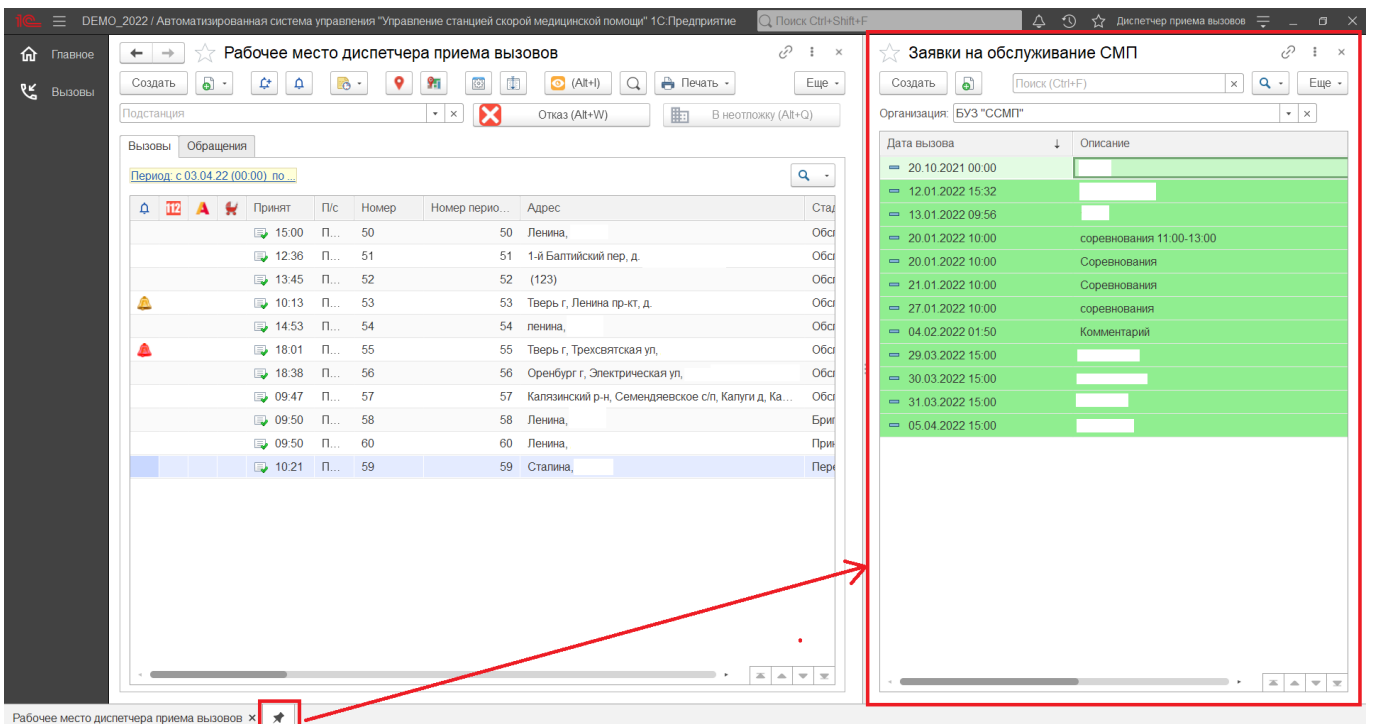 DEMO_2022 / Автоматизированная система управления "Управление станцией скорой медицинской помощи" 1С:Предприятие
Поиск Ctrl+Shift+F
Диспетчер приема вызовов
Главное
Вызовы
Рабочее место диспетчера приема вызовов
Создать (Alt+I) Печать Еще
Подстанция Отказ (Alt+W) В неотложку (Alt+Q)
Вызовы Обращения
Период: с 03.04.22 (00:00) по ...
112 Принят П/с Номер Номер перио... Адрес Стад
15:00 П... 50 50 Ленина,
12:36 П... 51 51 1-й Балтийский пер, д.
13:45 П... 52 52 (123)
10:13 П... 53 53 Тверь г, Ленина пр-кт, д.
14:53 П... 54 54 ленина,
18:01 П... 55 55 Тверь г, Трехсвятская ул,
18:38 П... 56 56 Оренбург г, Электрическая ул,
09:47 П... 57 57 Калязинский р-н, Семендяевское с/п, Калуги д, Ка...
09:50 П... 58 58 Ленина, Бриг
09:50 П... 60 60 Ленина, Прин
10:21 П... 59 59 Сталина, Пере
Заявки на обслуживание СМП
Создать Поиск (Ctrl+F) Еще
Организация: БУЗ "ССМП"
Дата вызова Описание
20.10.2021 00:00
12.01.2022 15:32
13.01.2022 09:56
20.01.2022 10:00 соревнования 11:00-13:00
20.01.2022 10:00 Соревнования
21.01.2022 10:00 Соревнования
27.01.2022 10:00 соревнования
04.02.2022 01:50 Комментарий
29.03.2022 15:00
30.03.2022 15:00
31.03.2022 15:00
05.04.2022 15:00
Рабочее место диспетчера приема вызовов